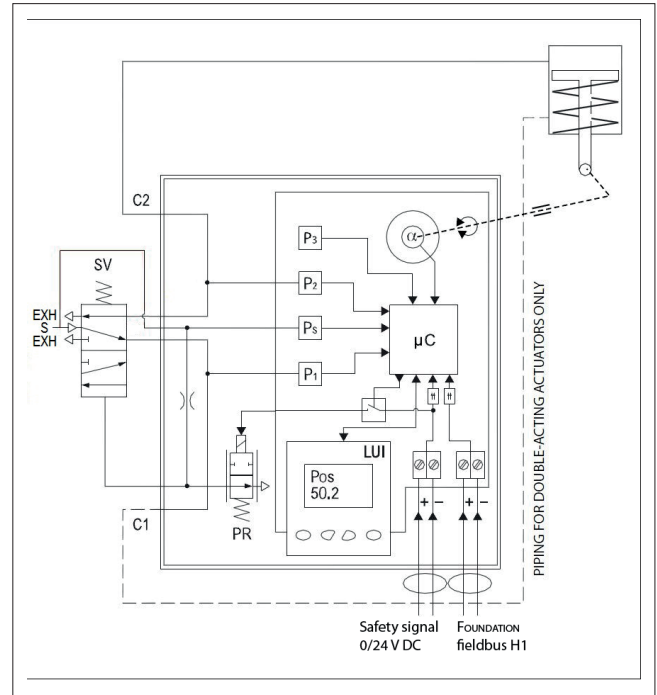 C2
SV
EXH
S
EXH
P3
P2
PS
P1
α
µC
LUI
Pos
50,2
PR
C1
+ − + −
Safety signal
0/24 V DC
FOUNDATION
fieldbus H1
PIPING FOR DOUBLE-ACTING ACTUATORS ONLY